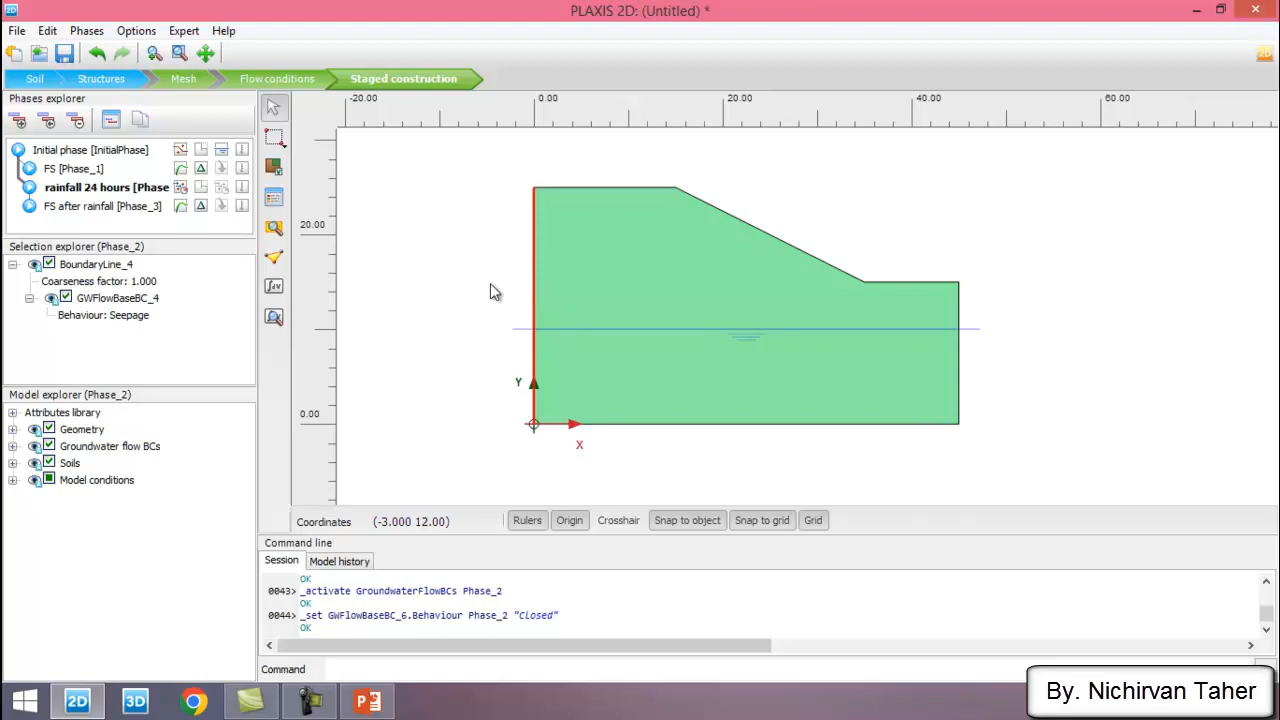 PLAXIS 2D: (Untitled) *
File Edit Phases Options Expert Help
Soil Structures Mesh Flow conditions Staged construction
Phases explorer
Initial phase [InitialPhase]
FS [Phase_1]
rainfall 24 hours [Phase
FS after rainfall [Phase_3]
Selection explorer (Phase_2)
BoundaryLine_4
Coarseness factor: 1.000
GWFlowBaseBC_4
Behaviour: Seepage
Model explorer (Phase_2)
Attributes library
Geometry
Groundwater flow BCs
Soils
Model conditions
-20.00 0.00 20.00 40.00 60.00
20.00
0.00
Y
X
Coordinates (-3.000 12.00) Rulers Origin Crosshair Snap to object Snap to grid Grid
Command line
Session Model history
OK
0043> _activate GroundwaterFlowBCs Phase_2
OK
0044> _set GWFlowBaseBC_6.Behaviour Phase_2 "Closed"
OK
Command
2D 3D
By. Nichirvan Taher